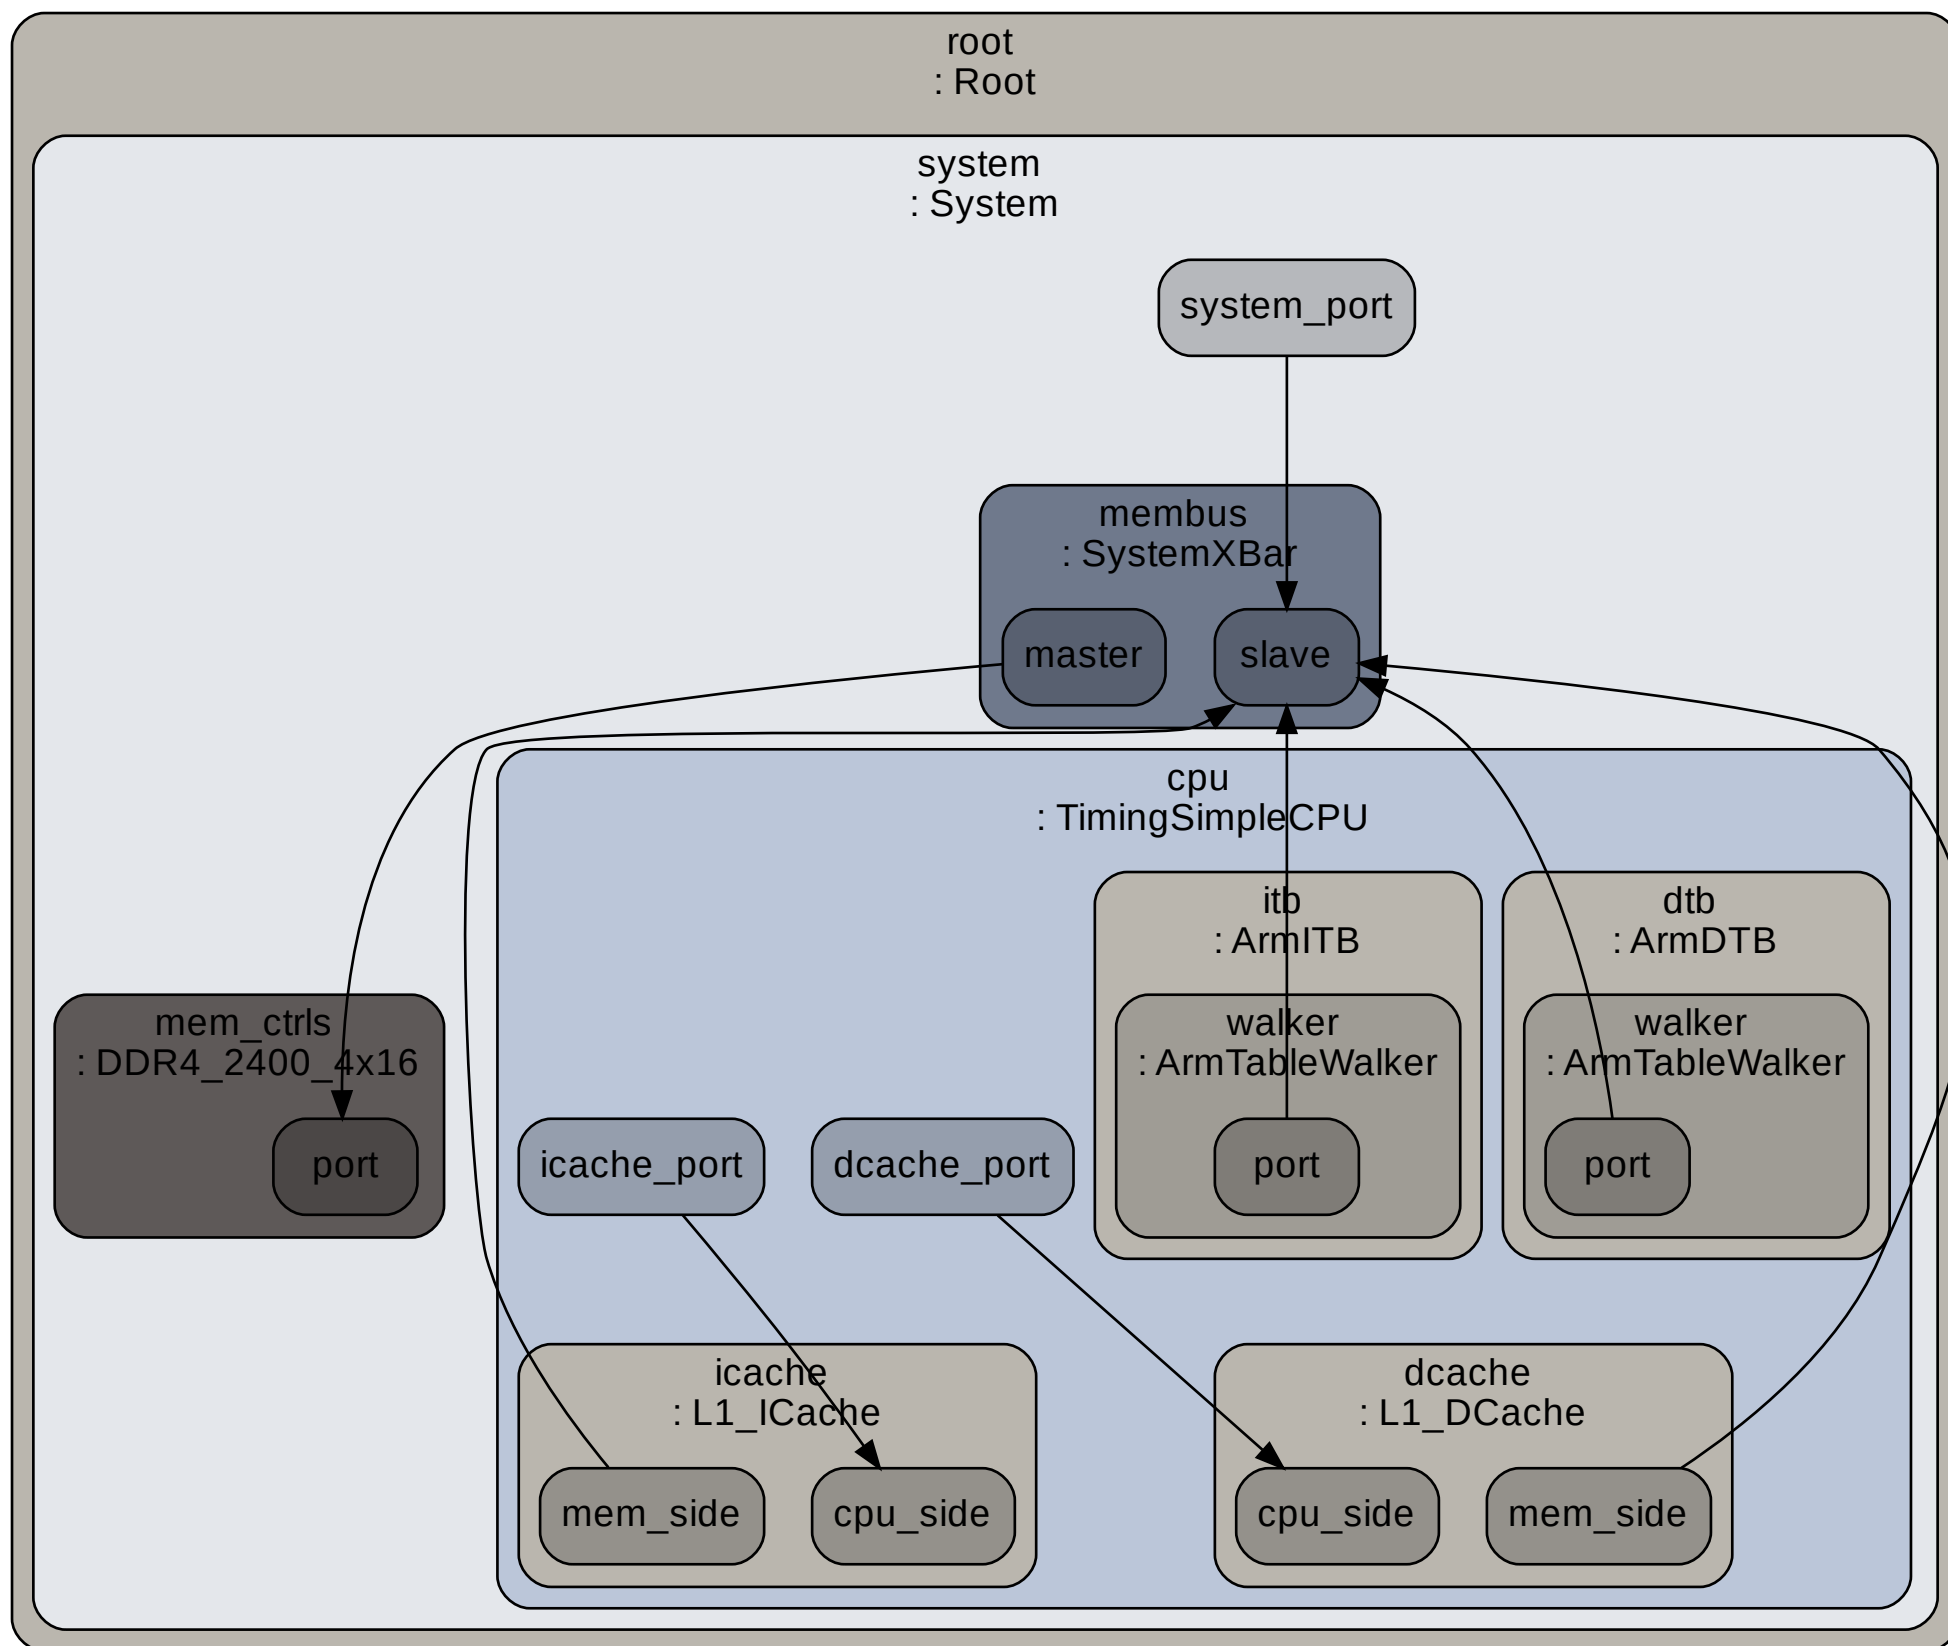 root
: Root
system
: System
system_port
membus
: SystemXBar
master
slave
cpu
: TimingSimpleCPU
itb
: ArmITB
dtb
: ArmDTB
mem_ctrls
: DDR4_2400_4x16
port
walker
: ArmTableWalker
port
walker
: ArmTableWalker
port
icache_port
dcache_port
icache
: L1_ICache
mem_side
cpu_side
dcache
: L1_DCache
cpu_side
mem_side